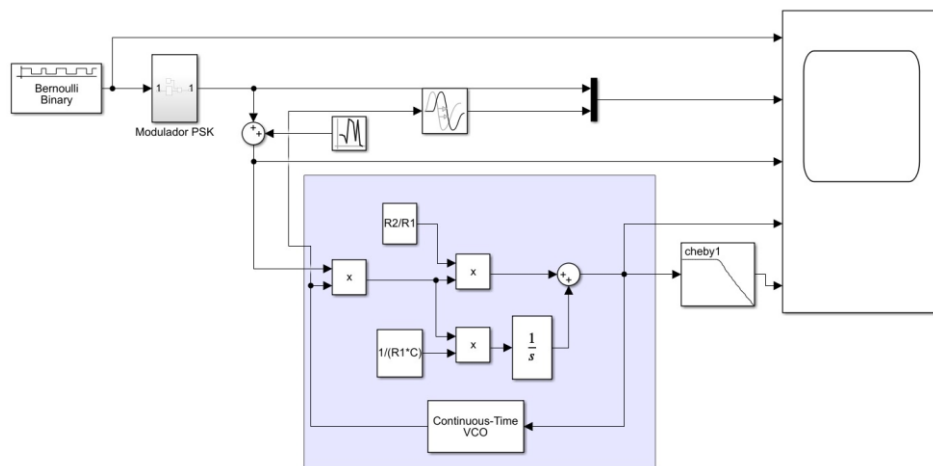 Bernoulli
Binary
1
1
Modulador PSK
+
+
cheby1
R2/R1
x
x
+
+
1/(R1*C)
x
1
s
Continuous-Time
VCO